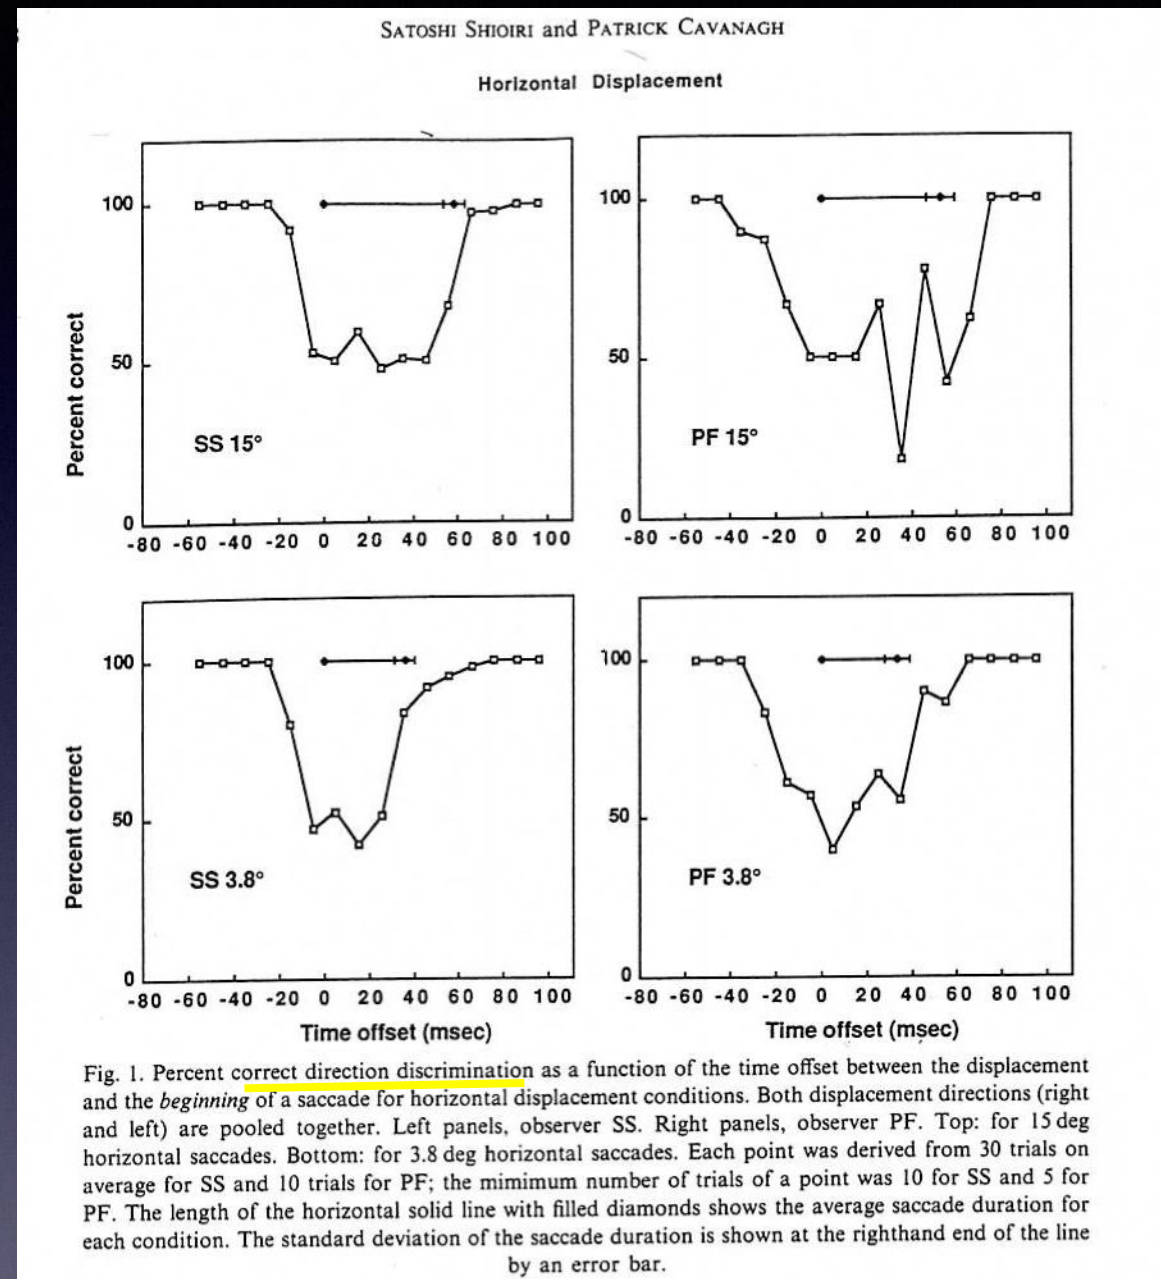 SATOSHI SHIOIRI and PATRICK CAVANAGH
Horizontal Displacement
100
50
0
Percent correct
SS 15°
-80 -60 -40 -20 0 20 40 60 80 100
100
50
0
PF 15°
-80 -60 -40 -20 0 20 40 60 80 100
100
50
0
Percent correct
SS 3.8°
-80 -60 -40 -20 0 20 40 60 80 100
Time offset (msec)
100
50
0
PF 3.8°
-80 -60 -40 -20 0 20 40 60 80 100
Time offset (msec)
Fig. 1. Percent correct direction discrimination as a function of the time offset between the displacement
and the beginning of a saccade for horizontal displacement conditions. Both displacement directions (right
and left) are pooled together. Left panels, observer SS. Right panels, observer PF. Top: for 15 deg
horizontal saccades. Bottom: for 3.8 deg horizontal saccades. Each point was derived from 30 trials on
average for SS and 10 trials for PF; the mimimum number of trials of a point was 10 for SS and 5 for
PF. The length of the horizontal solid line with filled diamonds shows the average saccade duration for
each condition. The standard deviation of the saccade duration is shown at the righthand end of the line
by an error bar.